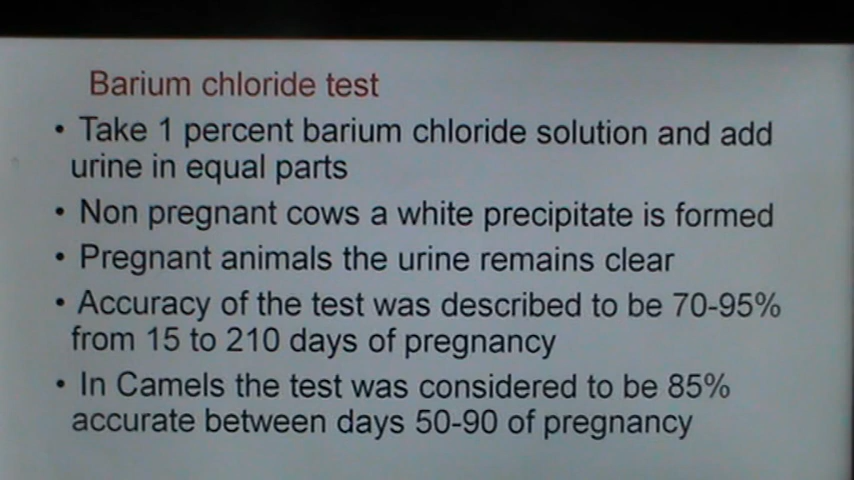 Barium chloride test
• Take 1 percent barium chloride solution and add
urine in equal parts
• Non pregnant cows a white precipitate is formed
• Pregnant animals the urine remains clear
• Accuracy of the test was described to be 70-95%
from 15 to 210 days of pregnancy
• In Camels the test was considered to be 85%
accurate between days 50-90 of pregnancy